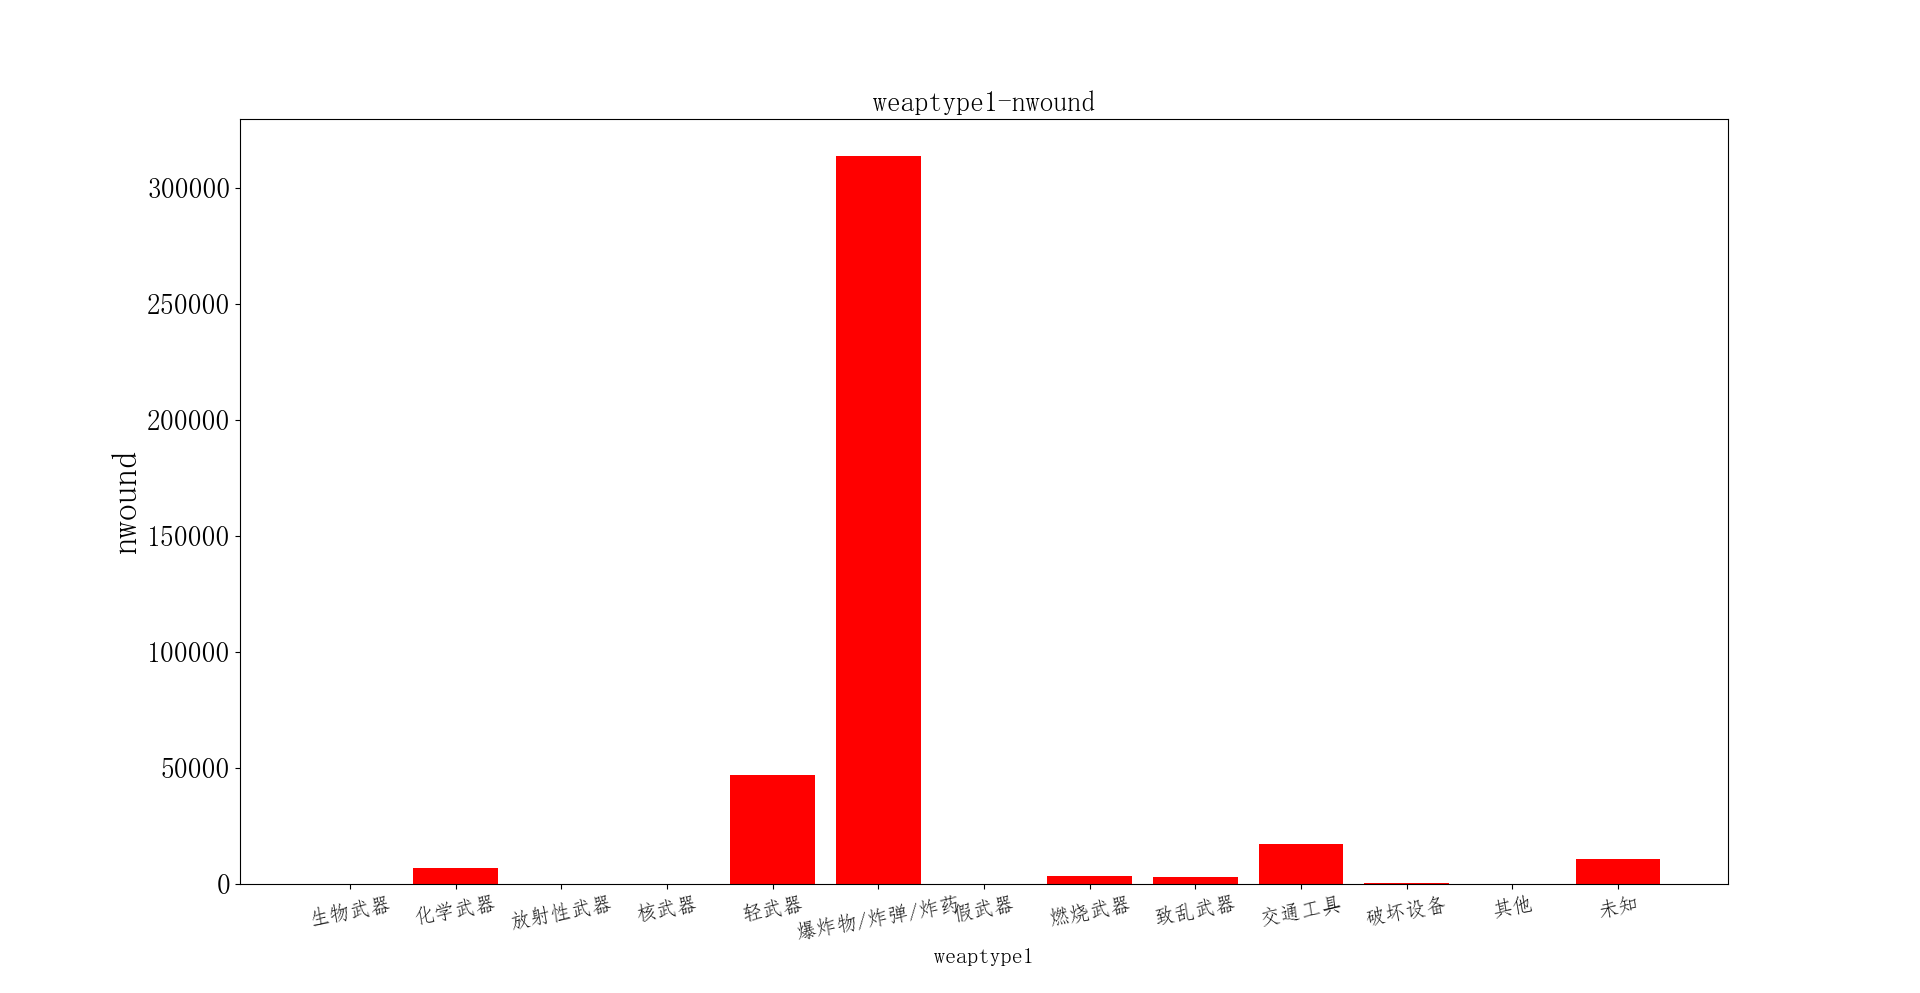 weaptype1-nwound
nwound
300000
250000
200000
150000
100000
50000
0
生物武器
化学武器
放射性武器
核武器
轻武器
爆炸物/炸弹/炸药
假武器
燃烧武器
致乱武器
交通工具
破坏设备
其他
未知
weaptype1